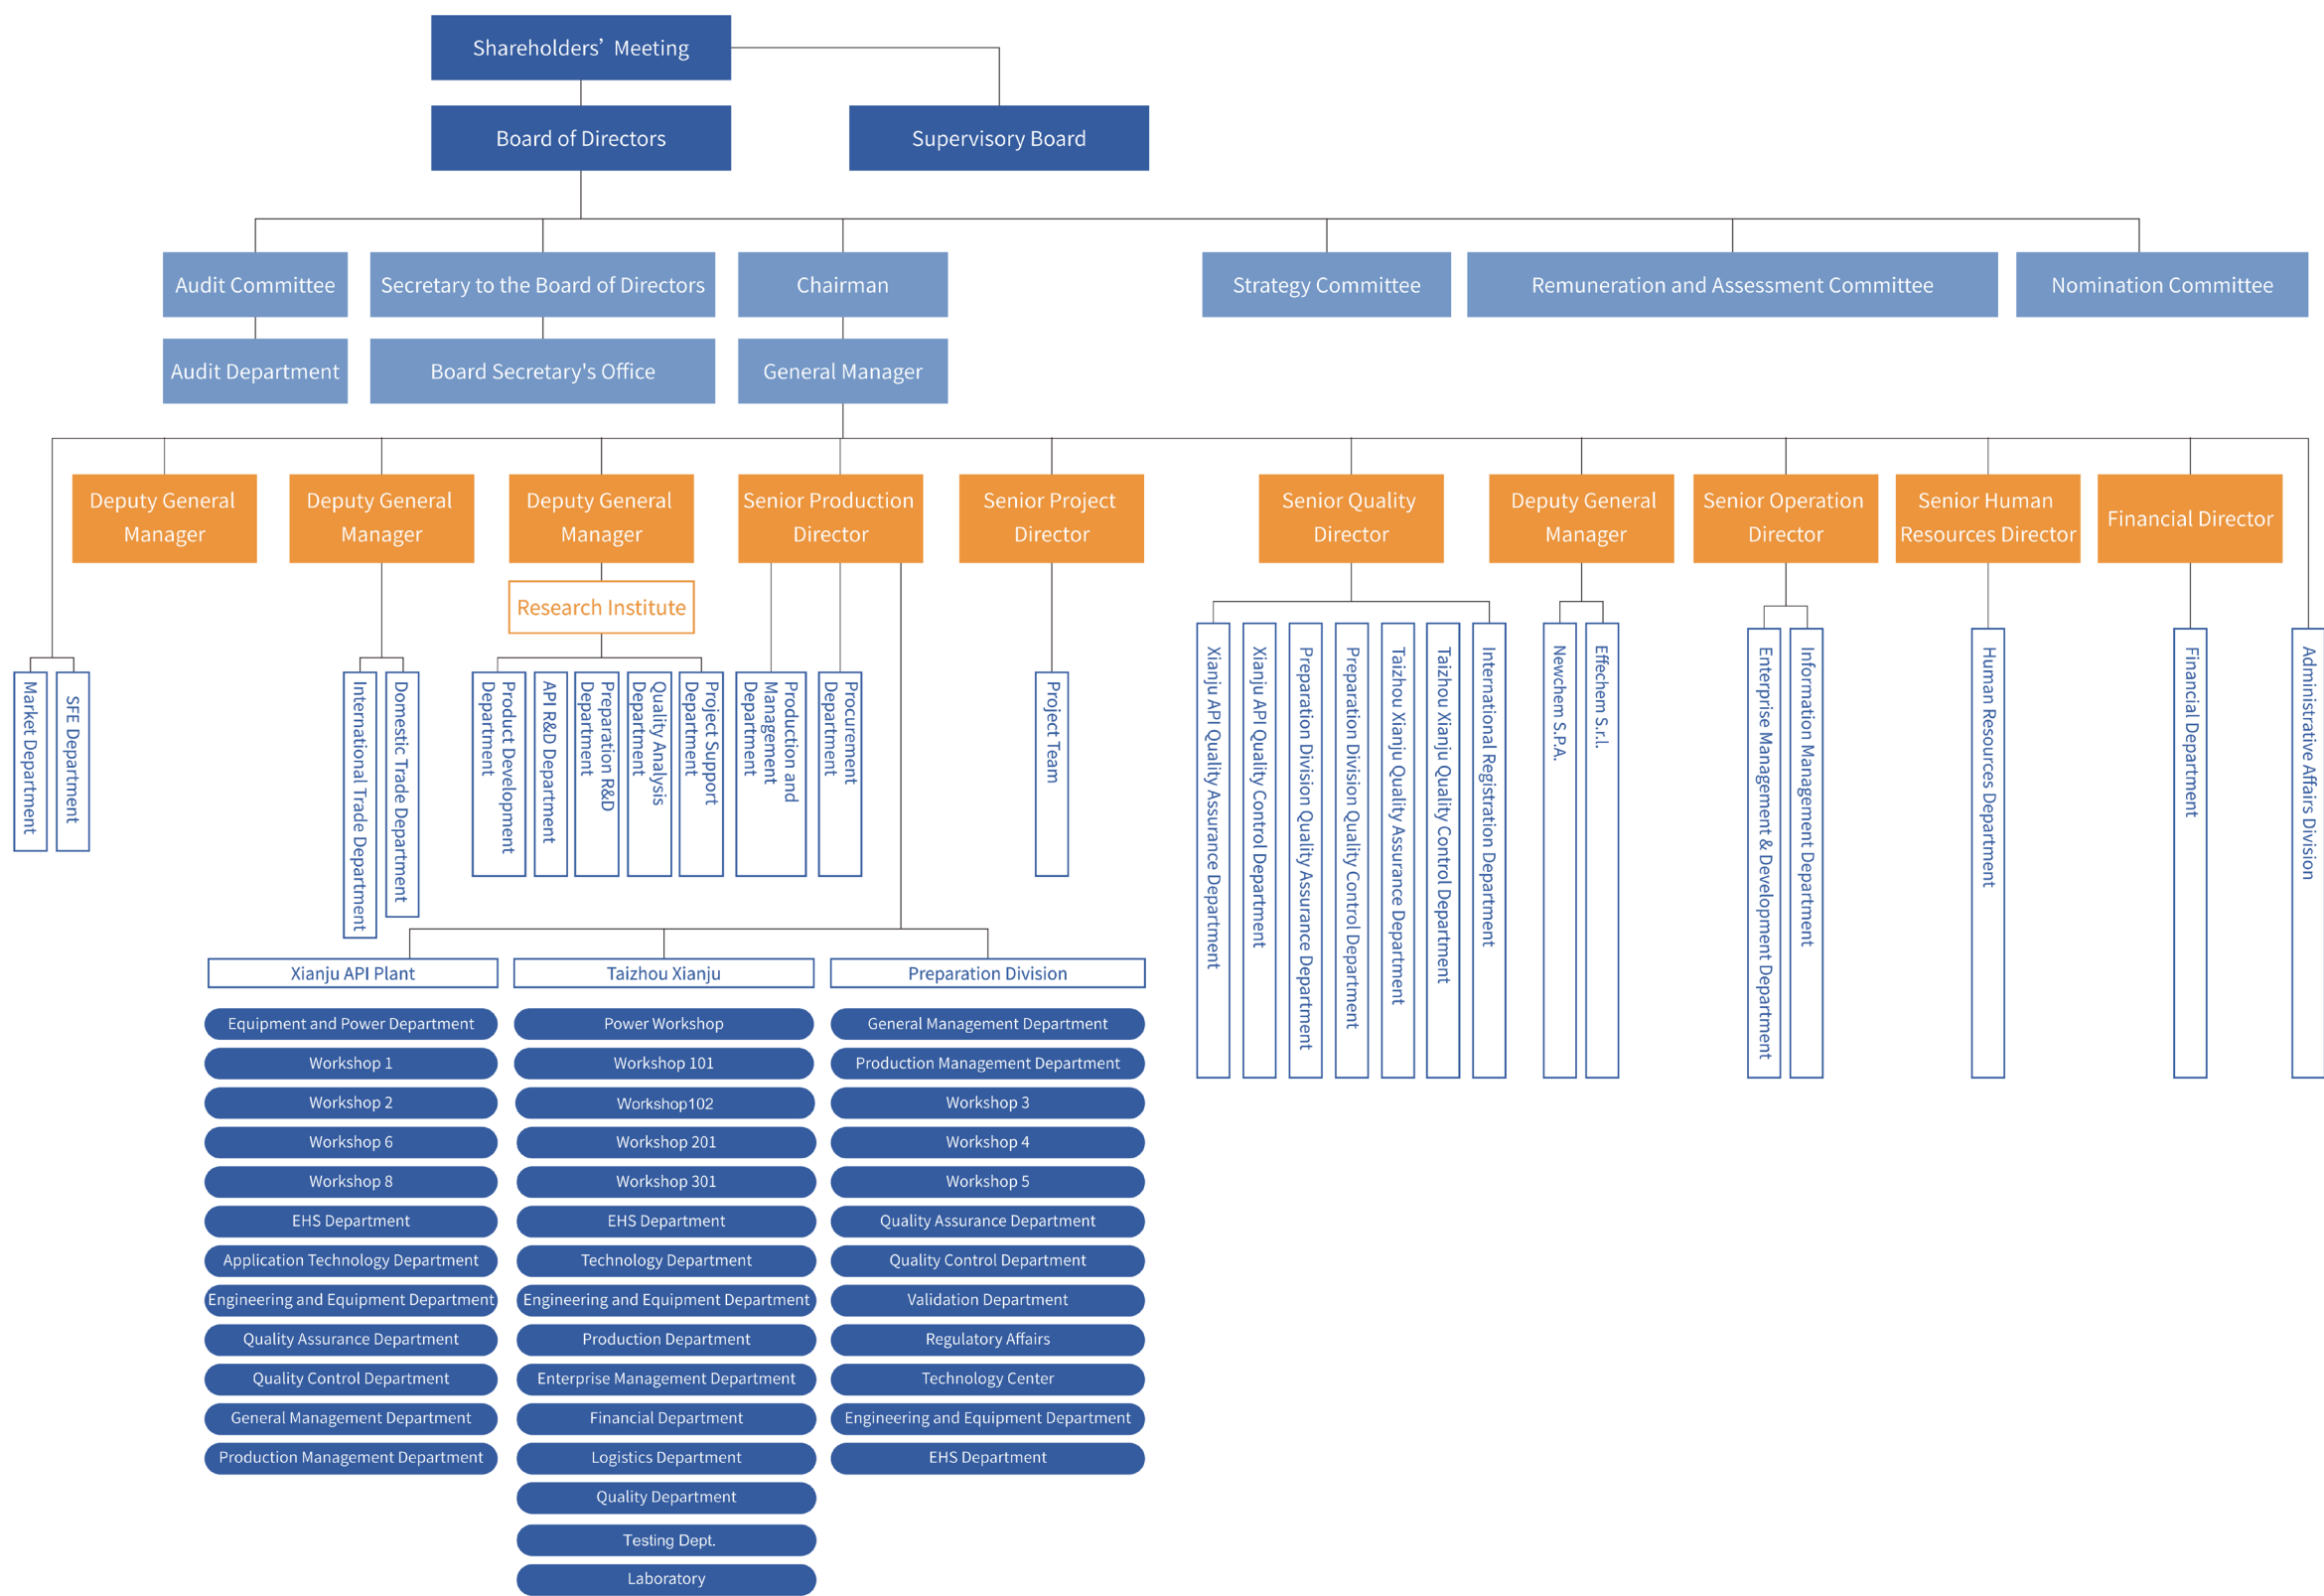 Shareholders’ Meeting
Board of Directors
Supervisory Board
Audit Committee
Secretary to the Board of Directors
Chairman
Strategy Committee
Remuneration and Assessment Committee
Nomination Committee
Audit Department
Board Secretary's Office
General Manager
Deputy General
Manager
Deputy General
Manager
Deputy General
Manager
Senior Production
Director
Senior Project
Director
Senior Quality
Director
Deputy General
Manager
Senior Operation
Director
Senior Human
Resources Director
Financial Director
Research Institute
Market Department
SFE Department
International Trade Department
Domestic Trade Department
Product Development
Department
API R&D Department
Preparation R&D
Department
Quality Analysis
Department
Project Support
Department
Production and
Management
Department
Procurement
Department
Project Team
Xianju API Quality Assurance Department
Xianju API Quality Control Department
Preparation Division Quality Assurance Department
Preparation Division Quality Control Department
Taizhou Xianju Quality Assurance Department
Taizhou Xianju Quality Control Department
International Registration Department
Newchem S.P.A.
Effechem S.r.l.
Enterprise Management & Development Department
Information Management Department
Human Resources Department
Financial Department
Administrative Affairs Division
Xianju API Plant
Equipment and Power Department
Workshop 1
Workshop 2
Workshop 6
Workshop 8
EHS Department
Application Technology Department
Engineering and Equipment Department
Quality Assurance Department
Quality Control Department
General Management Department
Production Management Department
Taizhou Xianju
Power Workshop
Workshop 101
Workshop102
Workshop 201
Workshop 301
EHS Department
Technology Department
Engineering and Equipment Department
Production Department
Enterprise Management Department
Financial Department
Logistics Department
Quality Department
Testing Dept.
Laboratory
Preparation Division
General Management Department
Production Management Department
Workshop 3
Workshop 4
Workshop 5
Quality Assurance Department
Quality Control Department
Validation Department
Regulatory Affairs
Technology Center
Engineering and Equipment Department
EHS Department